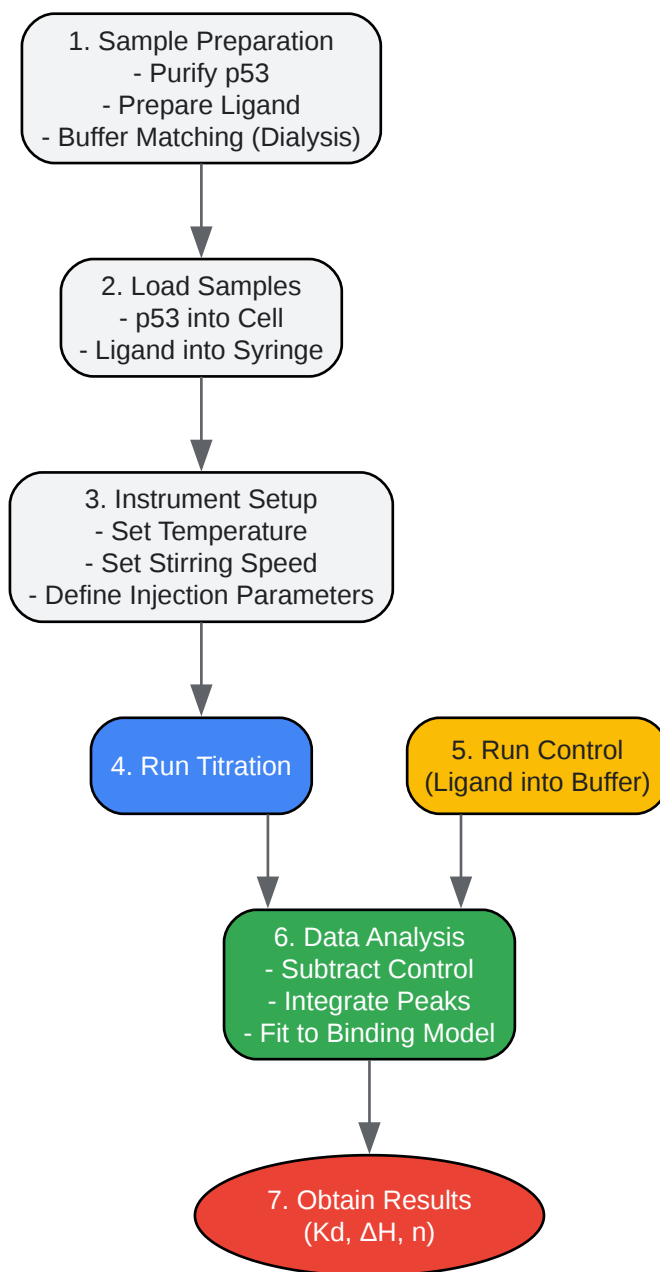 1. Sample Preparation
- Purify p53
- Prepare Ligand
- Buffer Matching (Dialysis)
2. Load Samples
- p53 into Cell
- Ligand into Syringe
3. Instrument Setup
- Set Temperature
- Set Stirring Speed
- Define Injection Parameters
4. Run Titration
5. Run Control
(Ligand into Buffer)
6. Data Analysis
- Subtract Control
- Integrate Peaks
- Fit to Binding Model
7. Obtain Results
(Kd, ΔH, n)